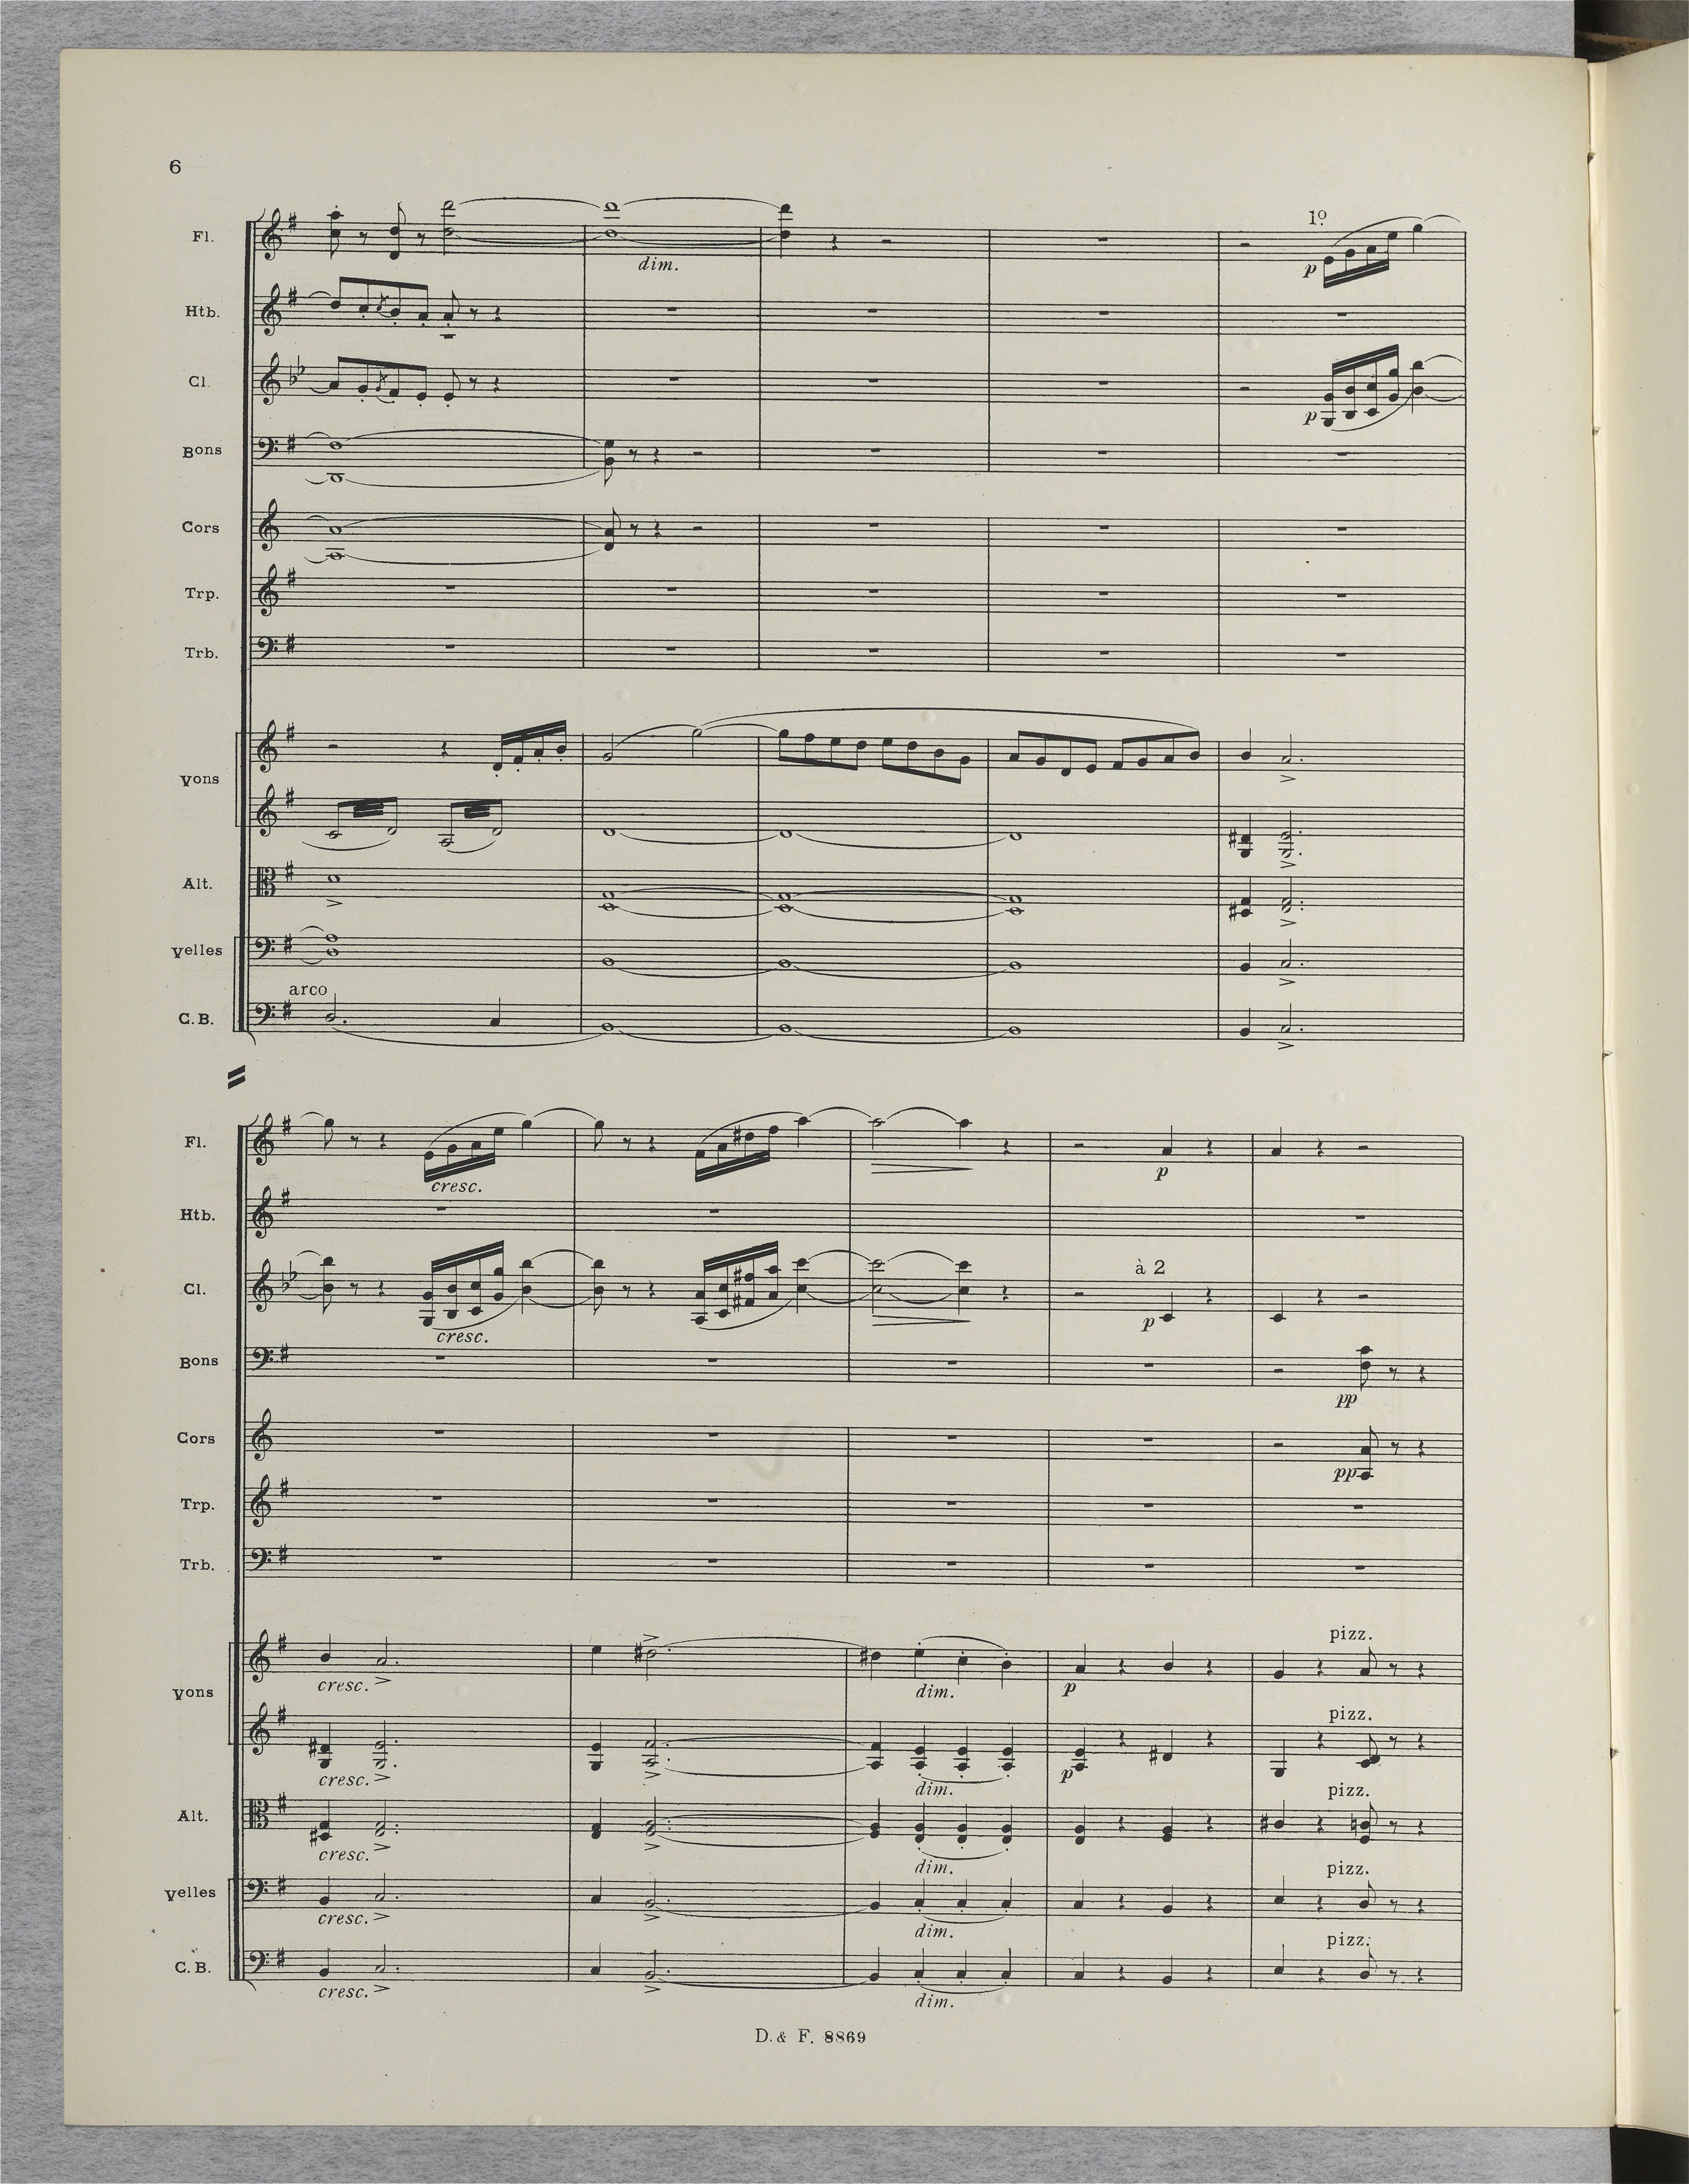 6
1º
Fl.
dim.
p
Htb.
Cl.
p
Bons
Cors
Trp.
Trb.
Vons
Alt.
Velles
arco
C.B.
Fl.
cresc.
p
Htb.
à 2
Cl.
cresc.
p
Bons
pp
Cors
pp
Trp.
Trb.
pizz.
cresc.
dim.
p
Vons
pizz.
cresc.
dim.
p
pizz.
Alt.
cresc.
dim.
pizz.
Velles
cresc.
dim.
pizz.
C.B.
cresc.
dim.
D. & F. 8869